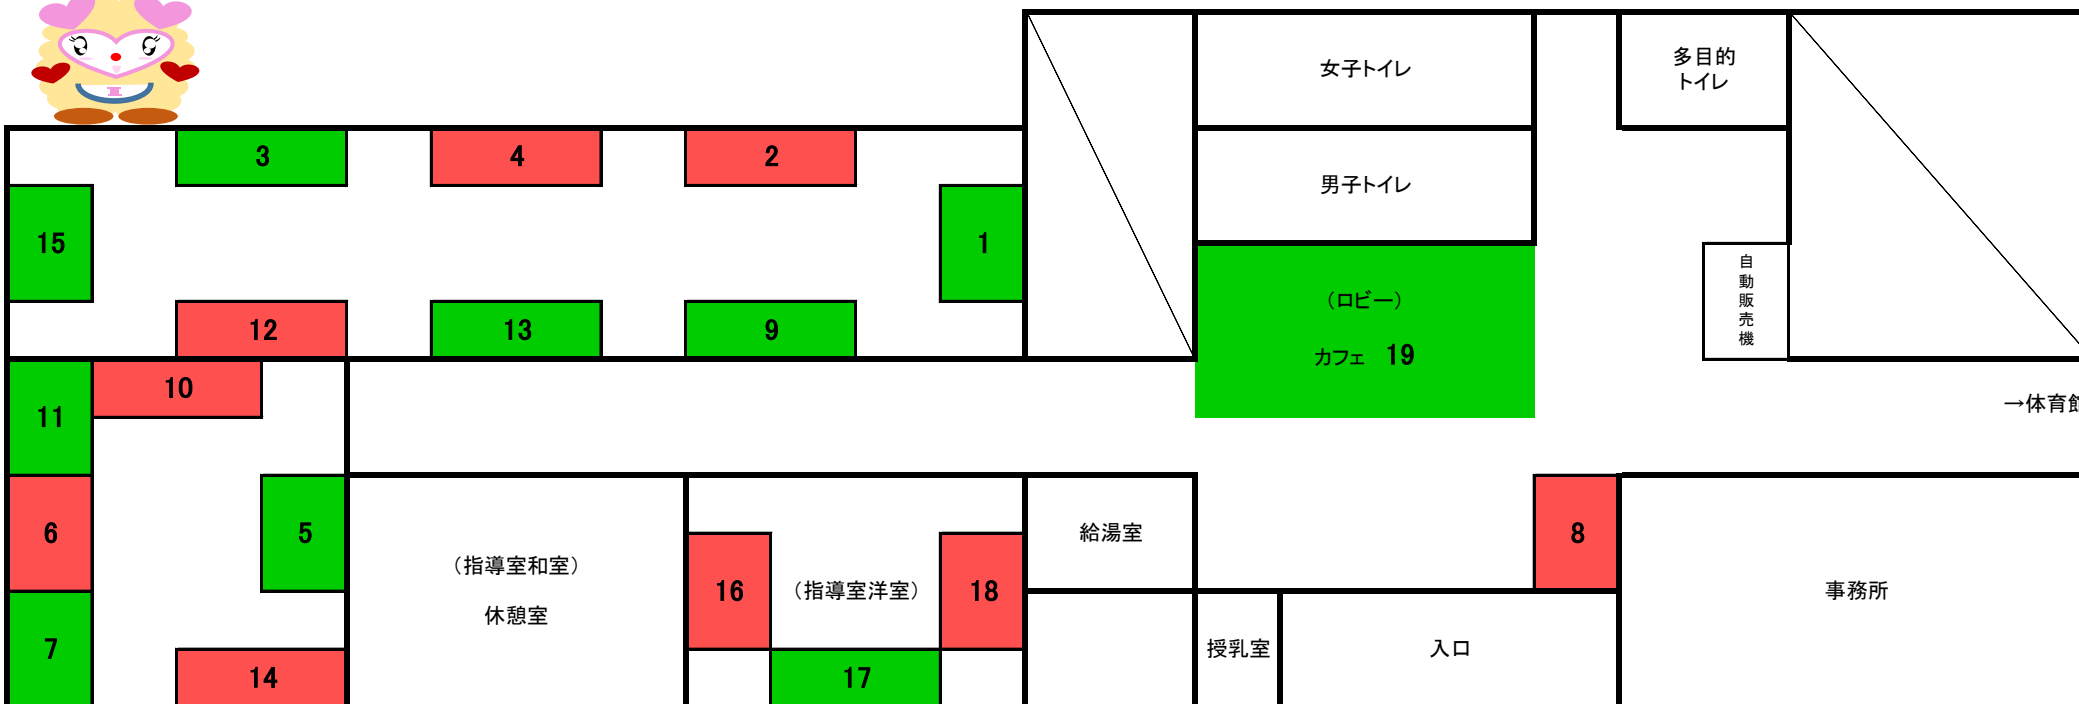 女子トイレ
多目的
トイレ
3
4
2
男子トイレ
15
1
自
動
販
売
機
（ロビー）
12
13
9
カフェ 19
10
11
→体育館
6
5
（指導室和室）
休憩室
16
（指導室洋室）
18
給湯室
8
事務所
7
14
17
授乳室
入口